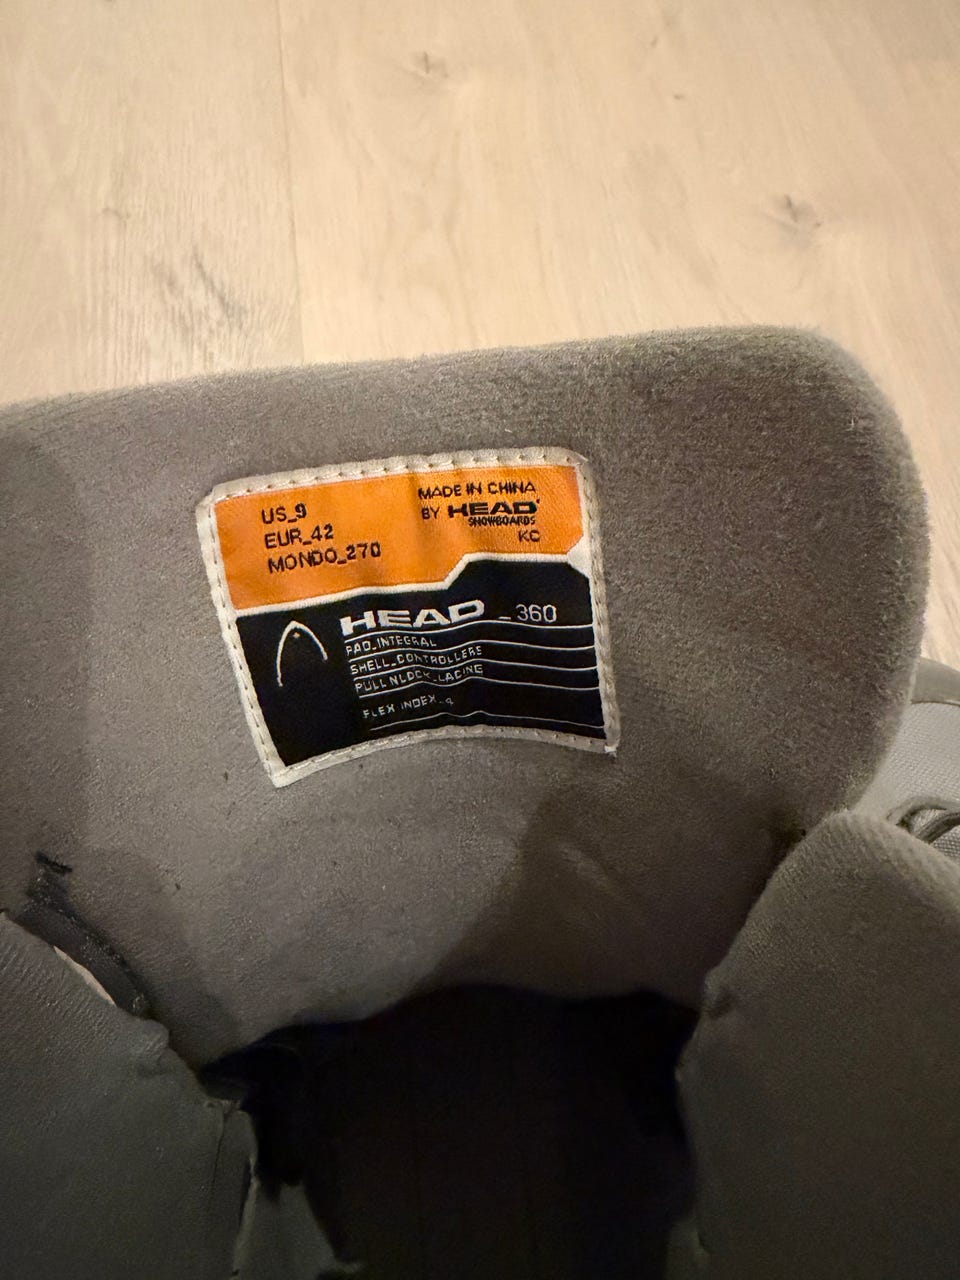 US_9
EUR_42
MONDO_270
MADE IN CHINA
BY HEAD
SNOWBOARDS
KC
HEAD_360
PAD_INTEGRAL
SHELL_CONTROLLERS
PULL N LOCK_LACING
FLEX INDEX_4